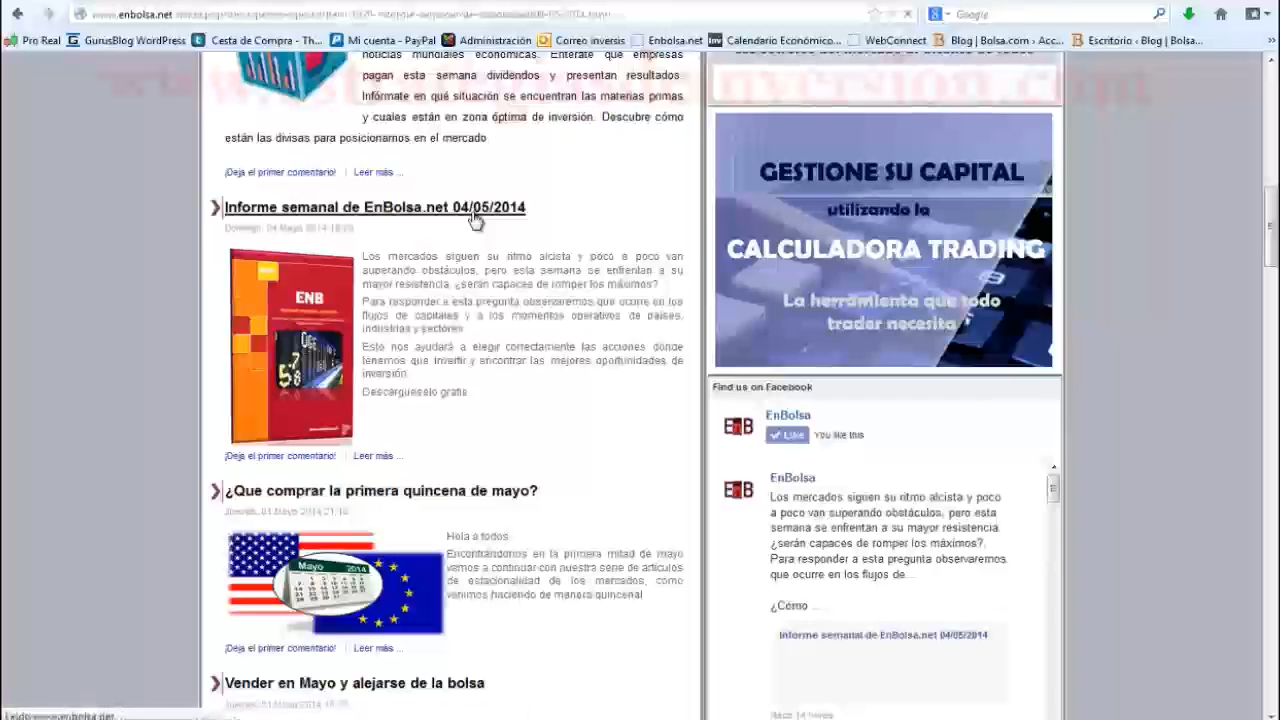 www.enbolsa.net
Google
Pro Real
GurusBlog WordPress
Cesta de Compra - Th...
Mi cuenta - PayPal
Administración
Correo inversis
Enbolsa.net
Calendario Económico...
WebConnect
Blog | Bolsa.com › Acc...
Escritorio ‹ Blog | Bolsa...
noticias mundiales económicas. Enterate que empresas
pagan esta semana dividendos y presentan resultados.
Infórmate en qué situación se encuentran las materias primas
y cuales están en zona óptima de inversión. Descubre cómo
están las divisas para posicionarnos en el mercado
¡Deja el primer comentario! | Leer más ...
Informe semanal de EnBolsa.net 04/05/2014
Domingo, 04 Mayo 2014 18:20
ENB
Los mercados siguen su ritmo alcista y poco a poco van
superando obstáculos, pero esta semana se enfrentan a su
mayor resistencia, ¿serán capaces de romper los máximos?
Para responder a esta pregunta observaremos que ocurre en los
flujos de capitales y a los momentos operativos de países,
industrias y sectores
Esto nos ayudará a elegir correctamente las acciones donde
tenemos que invertir y encontrar las mejores oportunidades de
inversión.
Descárgueselo gratis
¡Deja el primer comentario! | Leer más ...
¿Que comprar la primera quincena de mayo?
Mayo 2014
Hola a todos
Encontrándonos en la primera mitad de mayo
vamos a continuar con nuestra serie de artículos
de estacionalidad de los mercados, como
venimos haciendo de manera quincenal
¡Deja el primer comentario! | Leer más ...
Vender en Mayo y alejarse de la bolsa
GESTIONE SU CAPITAL
utilizando la
CALCULADORA TRADING
La herramienta que todo
trader necesita
Find us on Facebook
EnBolsa
Like You like this
EnBolsa
Los mercados siguen su ritmo alcista y poco
a poco van superando obstáculos, pero esta
semana se enfrentan a su mayor resistencia,
¿serán capaces de romper los máximos?.
Para responder a esta pregunta observaremos
que ocurre en los flujos de...
¿Cómo ...
Informe semanal de EnBolsa.net 04/05/2014
Hace 14 horas